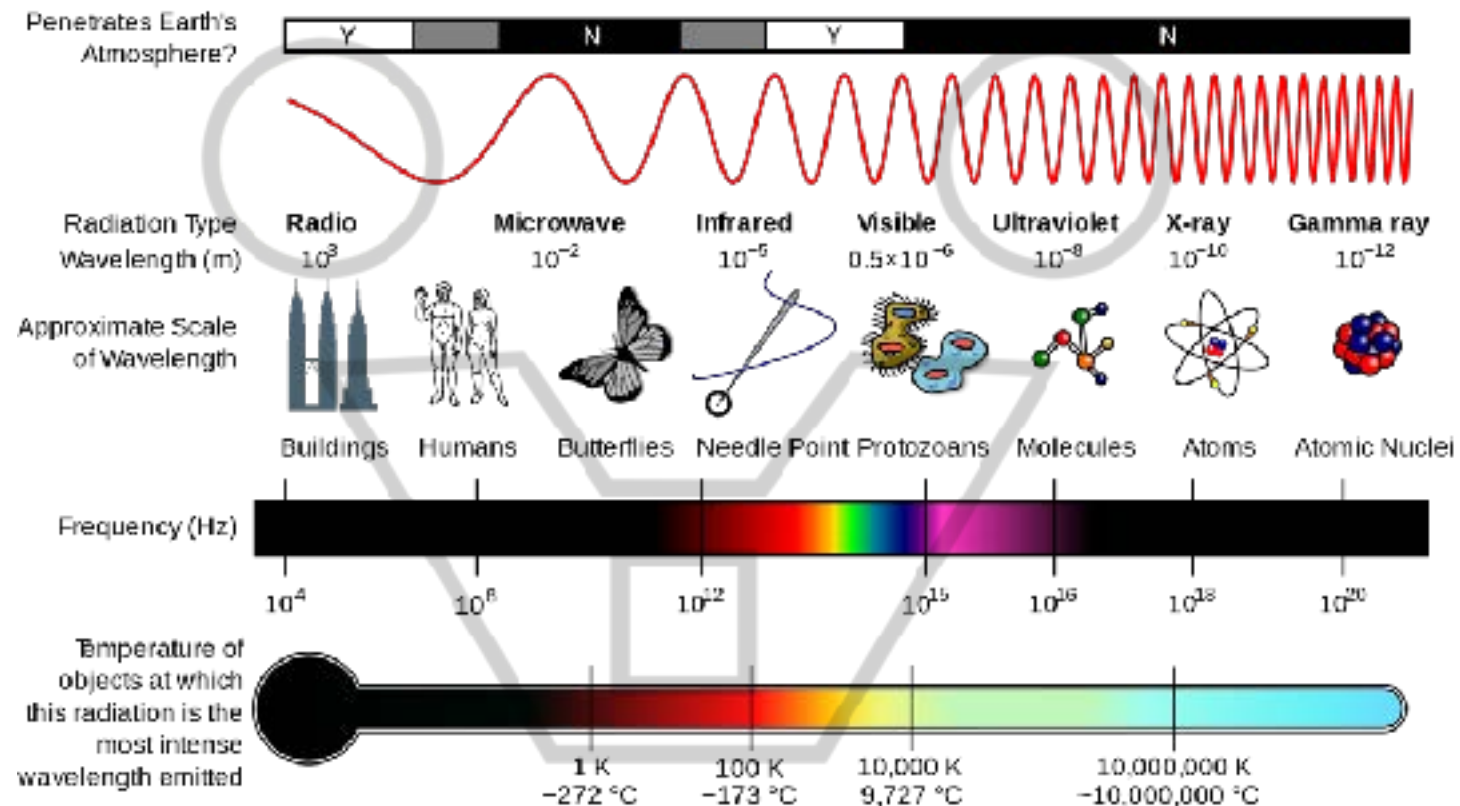 Penetrates Earth's
Atmosphere?
Y N Y N
Radiation Type Radio Microwave Infrared Visible Ultraviolet X-ray Gamma ray
Wavelength (m) 10³ 10⁻² 10⁻⁵ 0.5×10⁻⁶ 10⁻⁸ 10⁻¹⁰ 10⁻¹²
Approximate Scale
of Wavelength
Buildings Humans Butterflies Needle Point Protozoans Molecules Atoms Atomic Nuclei
Frequency (Hz)
10⁴ 10⁸ 10¹² 10¹⁵ 10¹⁶ 10¹⁸ 10²⁰
Temperature of
objects at which
this radiation is the
most intense
wavelength emitted
1 K 100 K 10,000 K 10,000,000 K
−272 °C −173 °C 9,727 °C ~10,000,000 °C